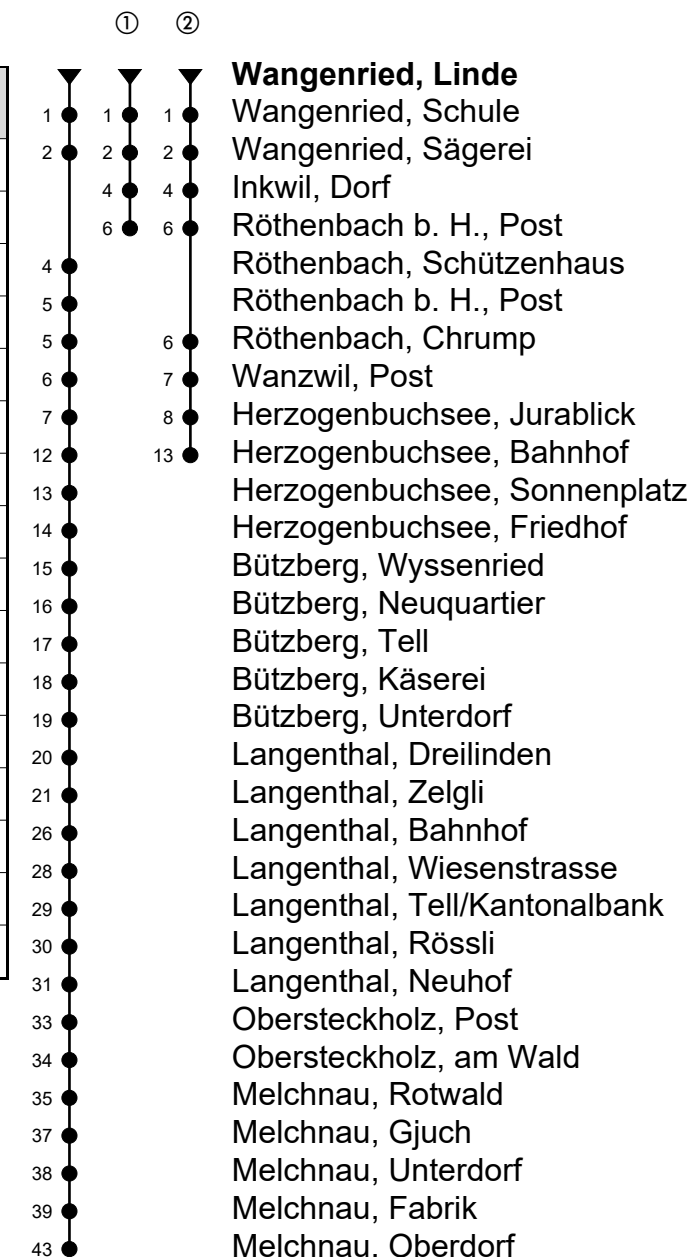 ① ②
Wangenried, Linde
1 1 1 Wangenried, Schule
2 2 2 Wangenried, Sägerei
4 4 Inkwil, Dorf
6 6 Röthenbach b. H., Post
4 Röthenbach, Schützenhaus
5 Röthenbach b. H., Post
5 6 Röthenbach, Chrump
6 7 Wanzwil, Post
7 8 Herzogenbuchsee, Jurablick
12 13 Herzogenbuchsee, Bahnhof
13 Herzogenbuchsee, Sonnenplatz
14 Herzogenbuchsee, Friedhof
15 Bützberg, Wyssenried
16 Bützberg, Neuquartier
17 Bützberg, Tell
18 Bützberg, Käserei
19 Bützberg, Unterdorf
20 Langenthal, Dreilinden
21 Langenthal, Zelgli
26 Langenthal, Bahnhof
28 Langenthal, Wiesenstrasse
29 Langenthal, Tell/Kantonalbank
30 Langenthal, Rössli
31 Langenthal, Neuhof
33 Obersteckholz, Post
34 Obersteckholz, am Wald
35 Melchnau, Rotwald
37 Melchnau, Gjuch
38 Melchnau, Unterdorf
39 Melchnau, Fabrik
43 Melchnau, Oberdorf